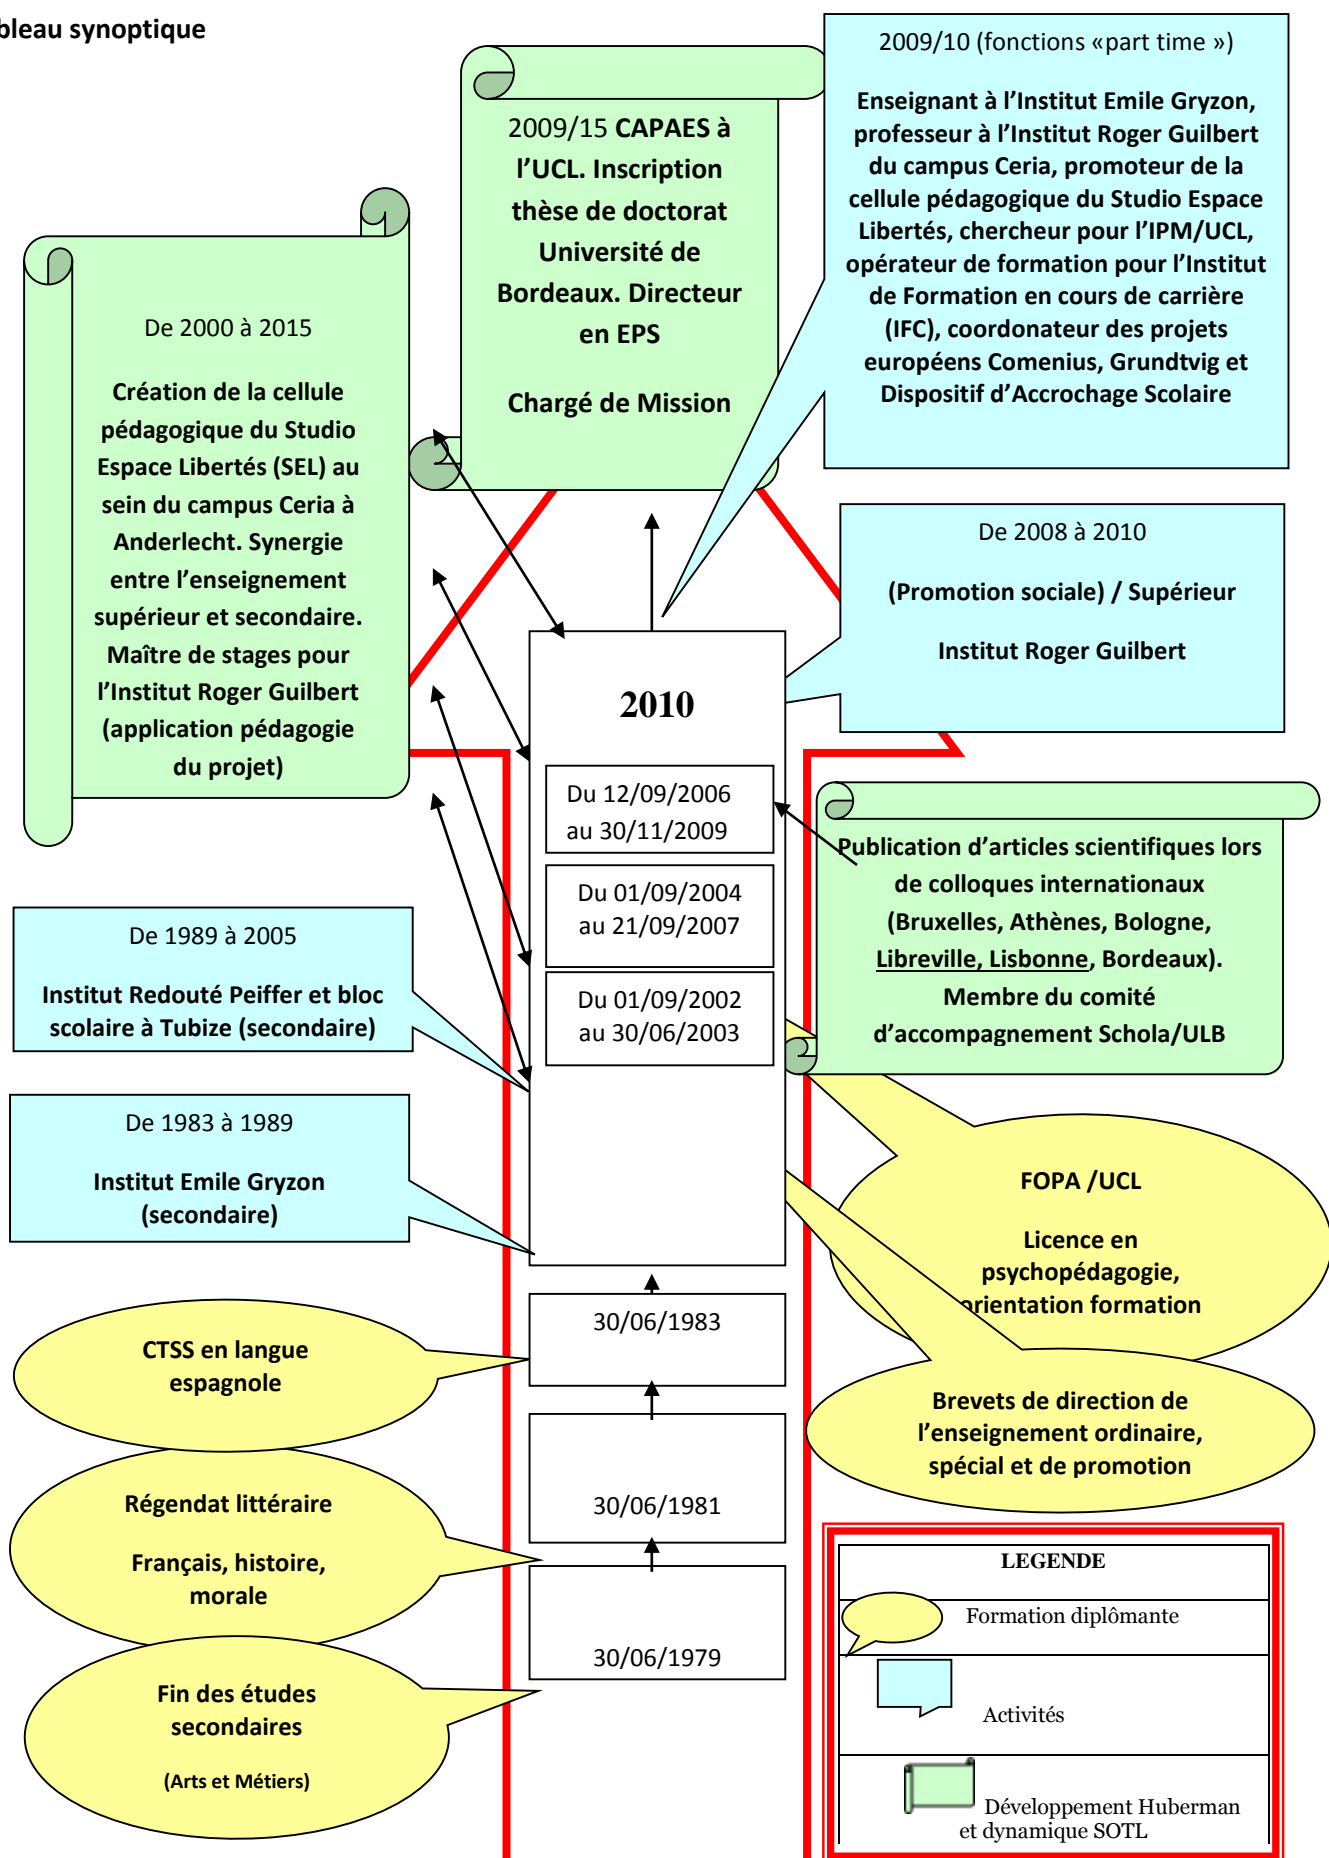 bleau synoptique
2009/10 (fonctions «part time »)
Enseignant à l’Institut Emile Gryzon,
professeur à l’Institut Roger Guilbert
du campus Ceria, promoteur de la
cellule pédagogique du Studio Espace
Libertés, chercheur pour l’IPM/UCL,
opérateur de formation pour l’Institut
de Formation en cours de carrière
(IFC), coordonateur des projets
européens Comenius, Grundtvig et
Dispositif d’Accrochage Scolaire
2009/15 CAPAES à
l’UCL. Inscription
thèse de doctorat
Université de
Bordeaux. Directeur
en EPS
Chargé de Mission
De 2000 à 2015
Création de la cellule
pédagogique du Studio
Espace Libertés (SEL) au
sein du campus Ceria à
Anderlecht. Synergie
entre l’enseignement
supérieur et secondaire.
Maître de stages pour
l’Institut Roger Guilbert
(application pédagogie
du projet)
De 2008 à 2010
(Promotion sociale) / Supérieur
Institut Roger Guilbert
2010
Du 12/09/2006
au 30/11/2009
Du 01/09/2004
au 21/09/2007
Du 01/09/2002
au 30/06/2003
Publication d’articles scientifiques lors
de colloques internationaux
(Bruxelles, Athènes, Bologne,
Libreville, Lisbonne, Bordeaux).
Membre du comité
d’accompagnement Schola/ULB
De 1989 à 2005
Institut Redouté Peiffer et bloc
scolaire à Tubize (secondaire)
De 1983 à 1989
Institut Emile Gryzon
(secondaire)
FOPA /UCL
Licence en
psychopédagogie,
orientation formation
30/06/1983
CTSS en langue
espagnole
Brevets de direction de
l’enseignement ordinaire,
spécial et de promotion
30/06/1981
Régendat littéraire
Français, histoire,
morale
30/06/1979
Fin des études
secondaires
(Arts et Métiers)
LEGENDE
Formation diplômante
Activités
Développement Huberman
et dynamique SOTL